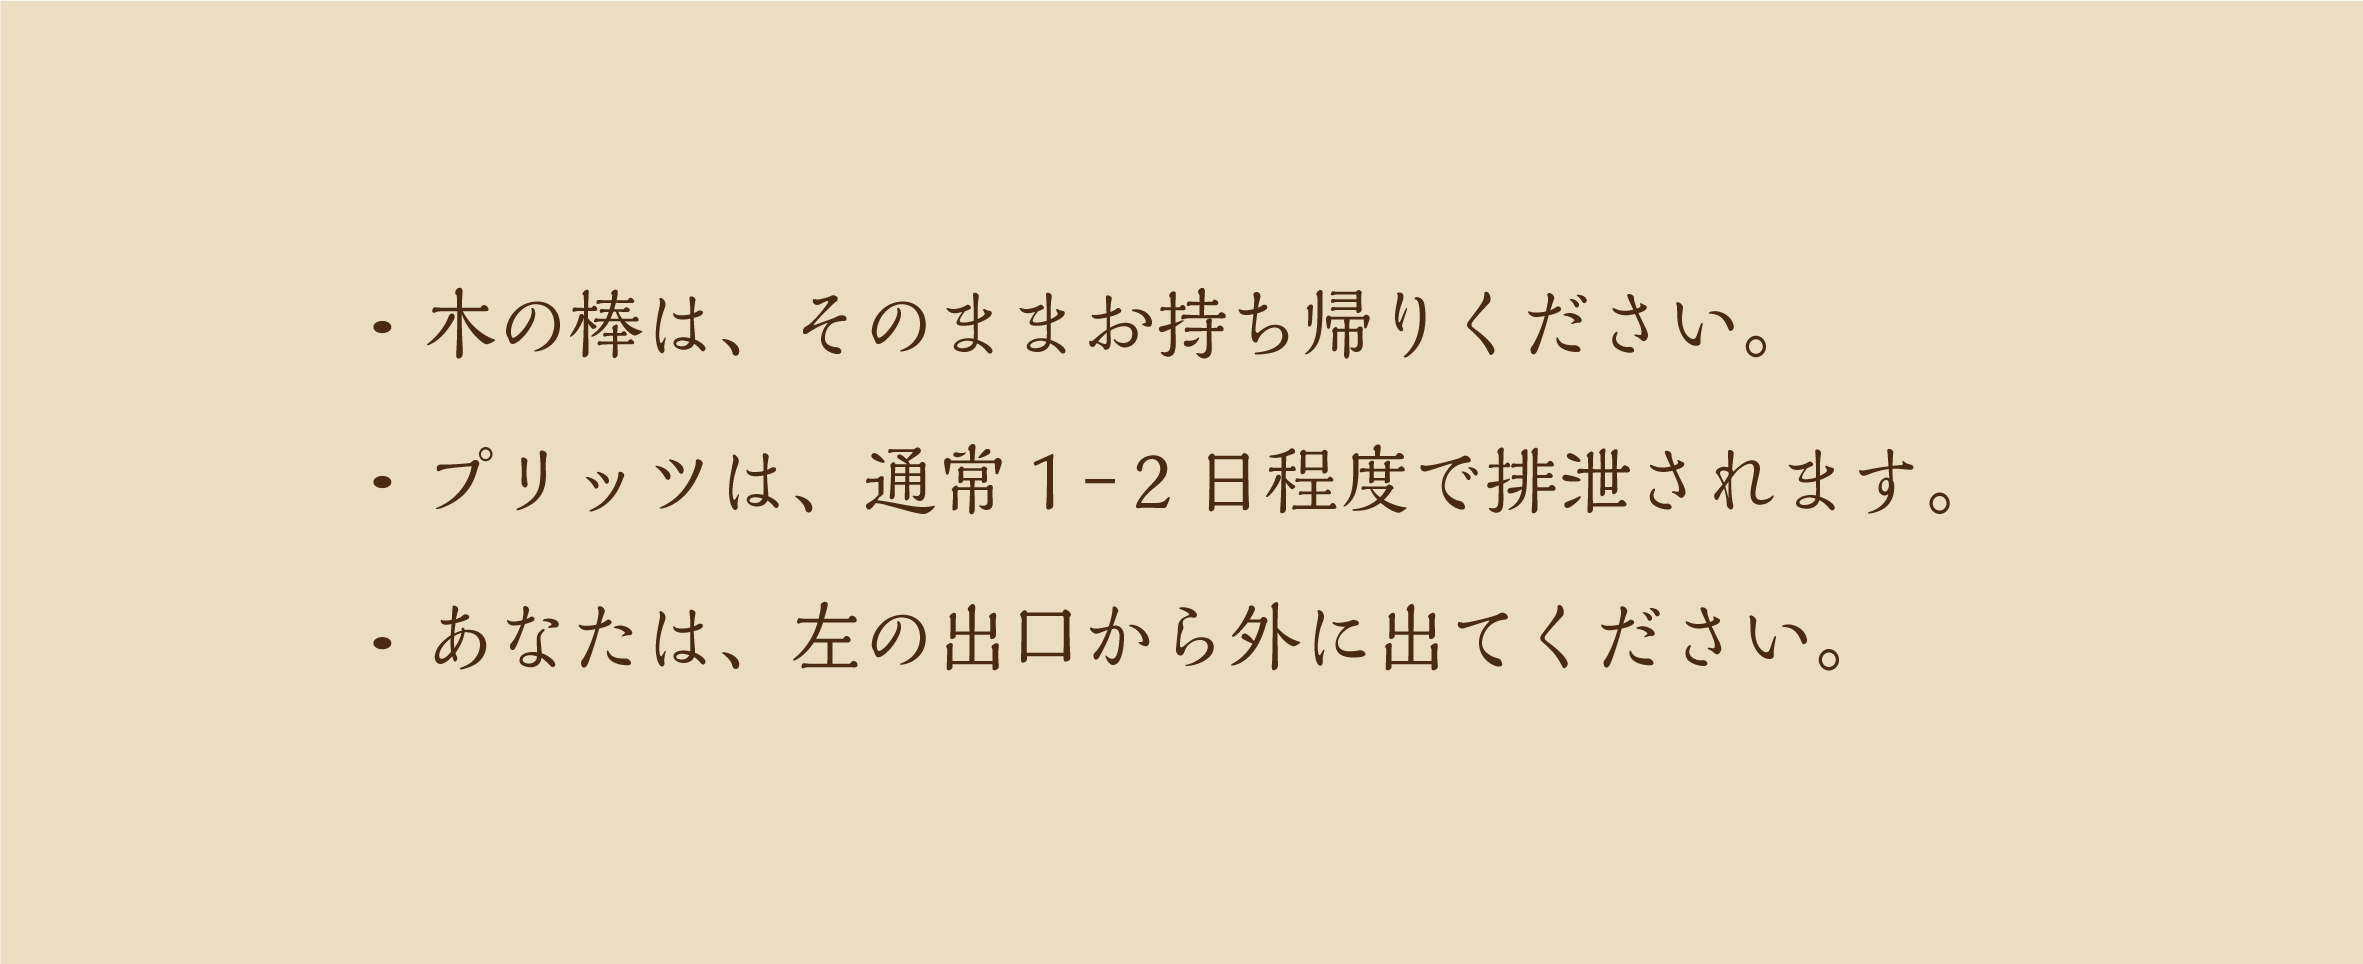 ・木の棒は、そのままお持ち帰りください。
・プリッツは、通常1-2日程度で排泄されます。
・あなたは、左の出口から外に出てください。